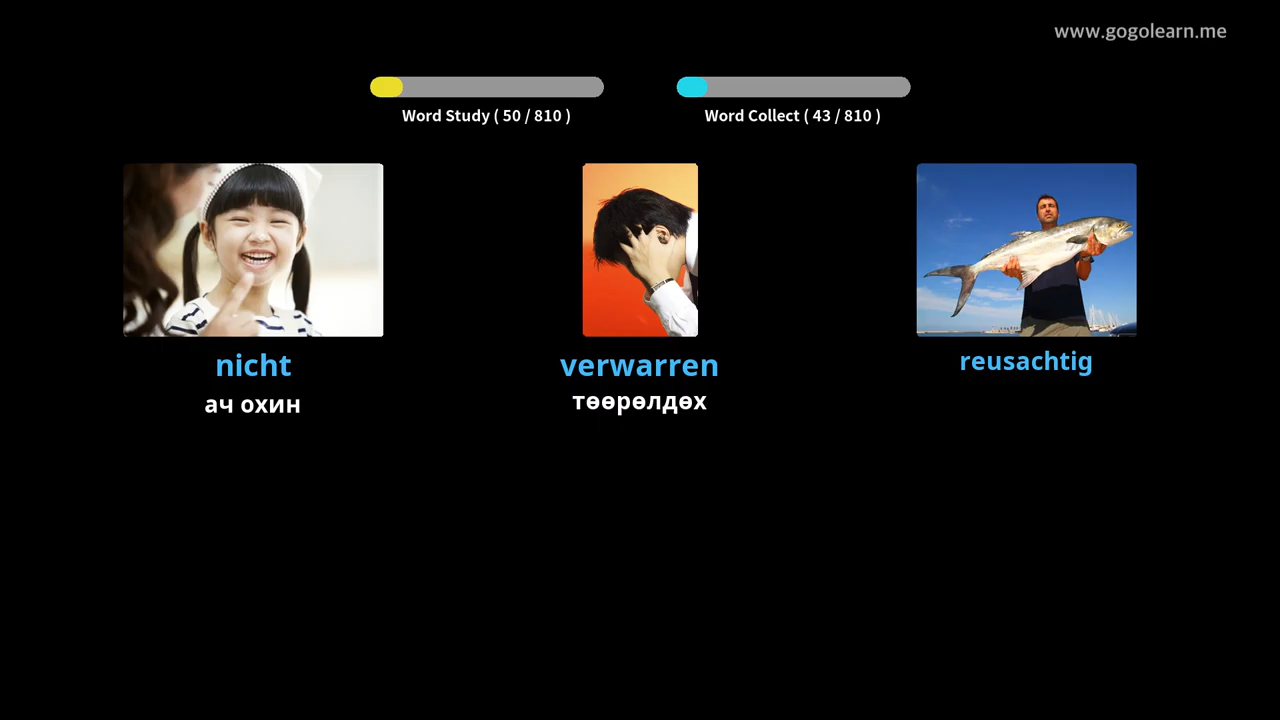 www.gogolearn.me
Word Study ( 50 / 810 )
Word Collect ( 43 / 810 )
nicht
ач охин
verwarren
төөрөлдөх
reusachtig